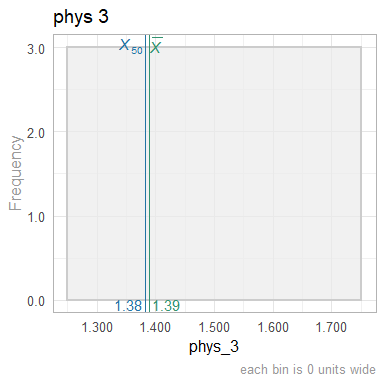 phys 3
3.0
x50 x̅
2.0
Frequency
1.0
0.0
1.38 1.39
1.300 1.400 1.500 1.600 1.700
phys_3
each bin is 0 units wide